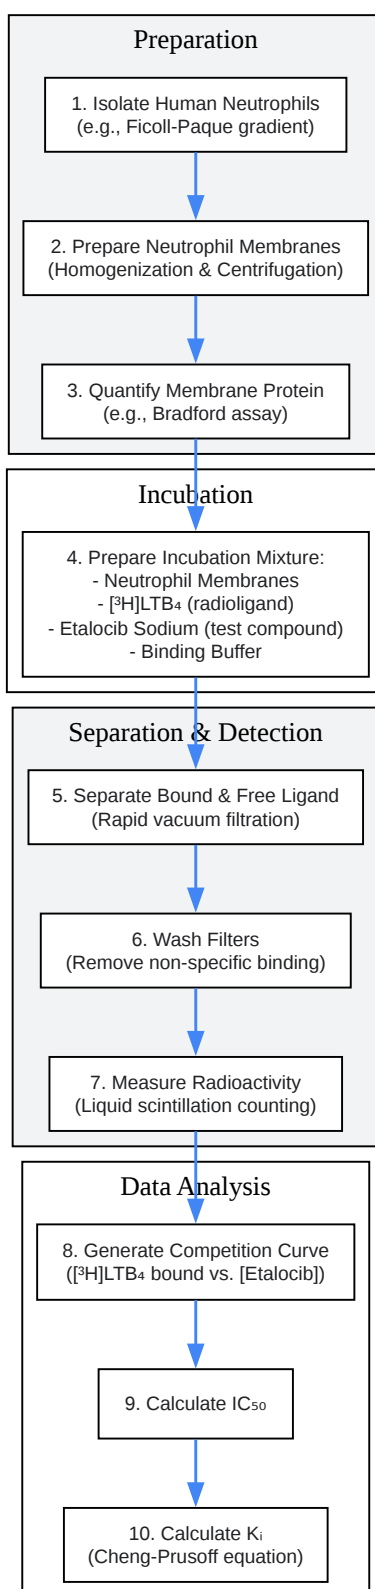 Preparation
1. Isolate Human Neutrophils
(e.g., Ficoll-Paque gradient)
2. Prepare Neutrophil Membranes
(Homogenization & Centrifugation)
3. Quantify Membrane Protein
(e.g., Bradford assay)
Incubation
4. Prepare Incubation Mixture:
- Neutrophil Membranes
- [³H]LTB₄ (radioligand)
- Etalocib Sodium (test compound)
- Binding Buffer
Separation & Detection
5. Separate Bound & Free Ligand
(Rapid vacuum filtration)
6. Wash Filters
(Remove non-specific binding)
7. Measure Radioactivity
(Liquid scintillation counting)
Data Analysis
8. Generate Competition Curve
([³H]LTB₄ bound vs. [Etalocib])
9. Calculate IC₅₀
10. Calculate Kᵢ
(Cheng-Prusoff equation)